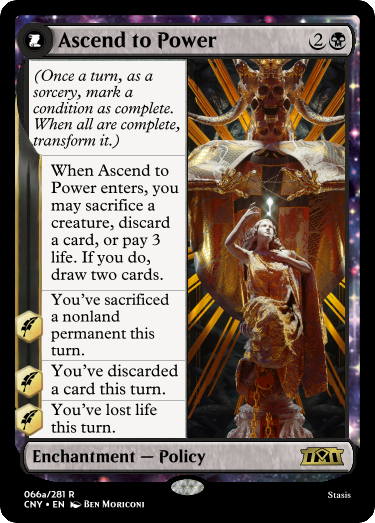 Ascend to Power
2
(Once a turn, as a
sorcery, mark a
condition as complete.
When all are complete,
transform it.)
When Ascend to
Power enters, you
may sacrifice a
creature, discard
a card, or pay 3
life. If you do,
draw two cards.
You've sacrificed
a nonland
permanent this
turn.
You've discarded
a card this turn.
You've lost life
this turn.
Enchantment — Policy
066a/281 R
Stasis
CNY • EN Ben Moriconi